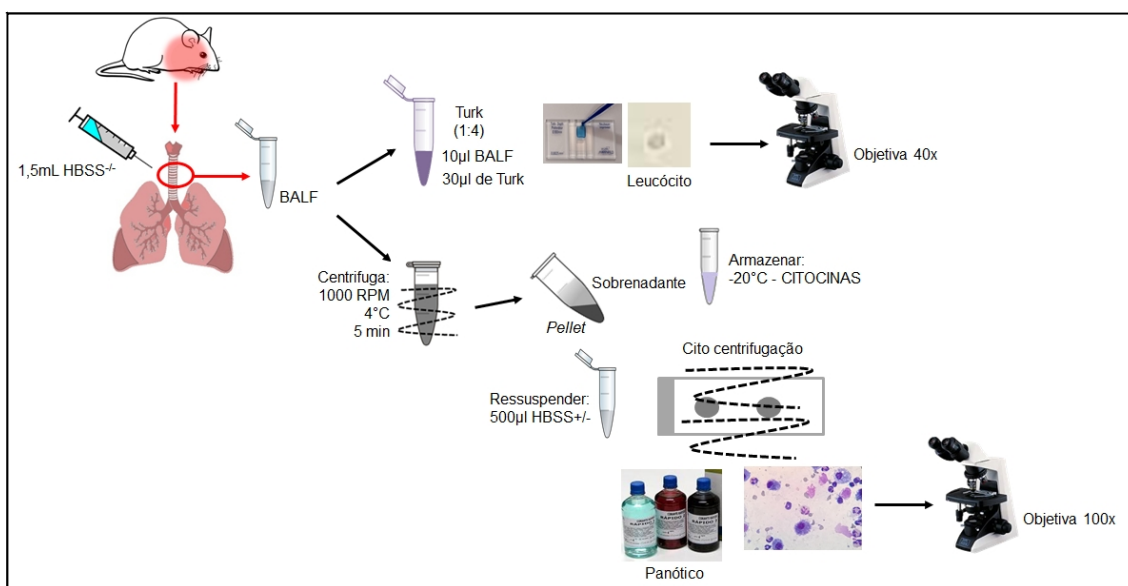 1,5mL HBSS-/-
BALF
Turk
(1:4)
10µl BALF
30µl de Turk
Leucócito
Objetiva 40x
Centrifuga:
1000 RPM
4°C
5 min
Pellet
Sobrenadante
Armazenar:
-20°C - CITOCINAS
Ressuspender:
500µl HBSS+/-
Cito centrifugação
Panótico
Objetiva 100x